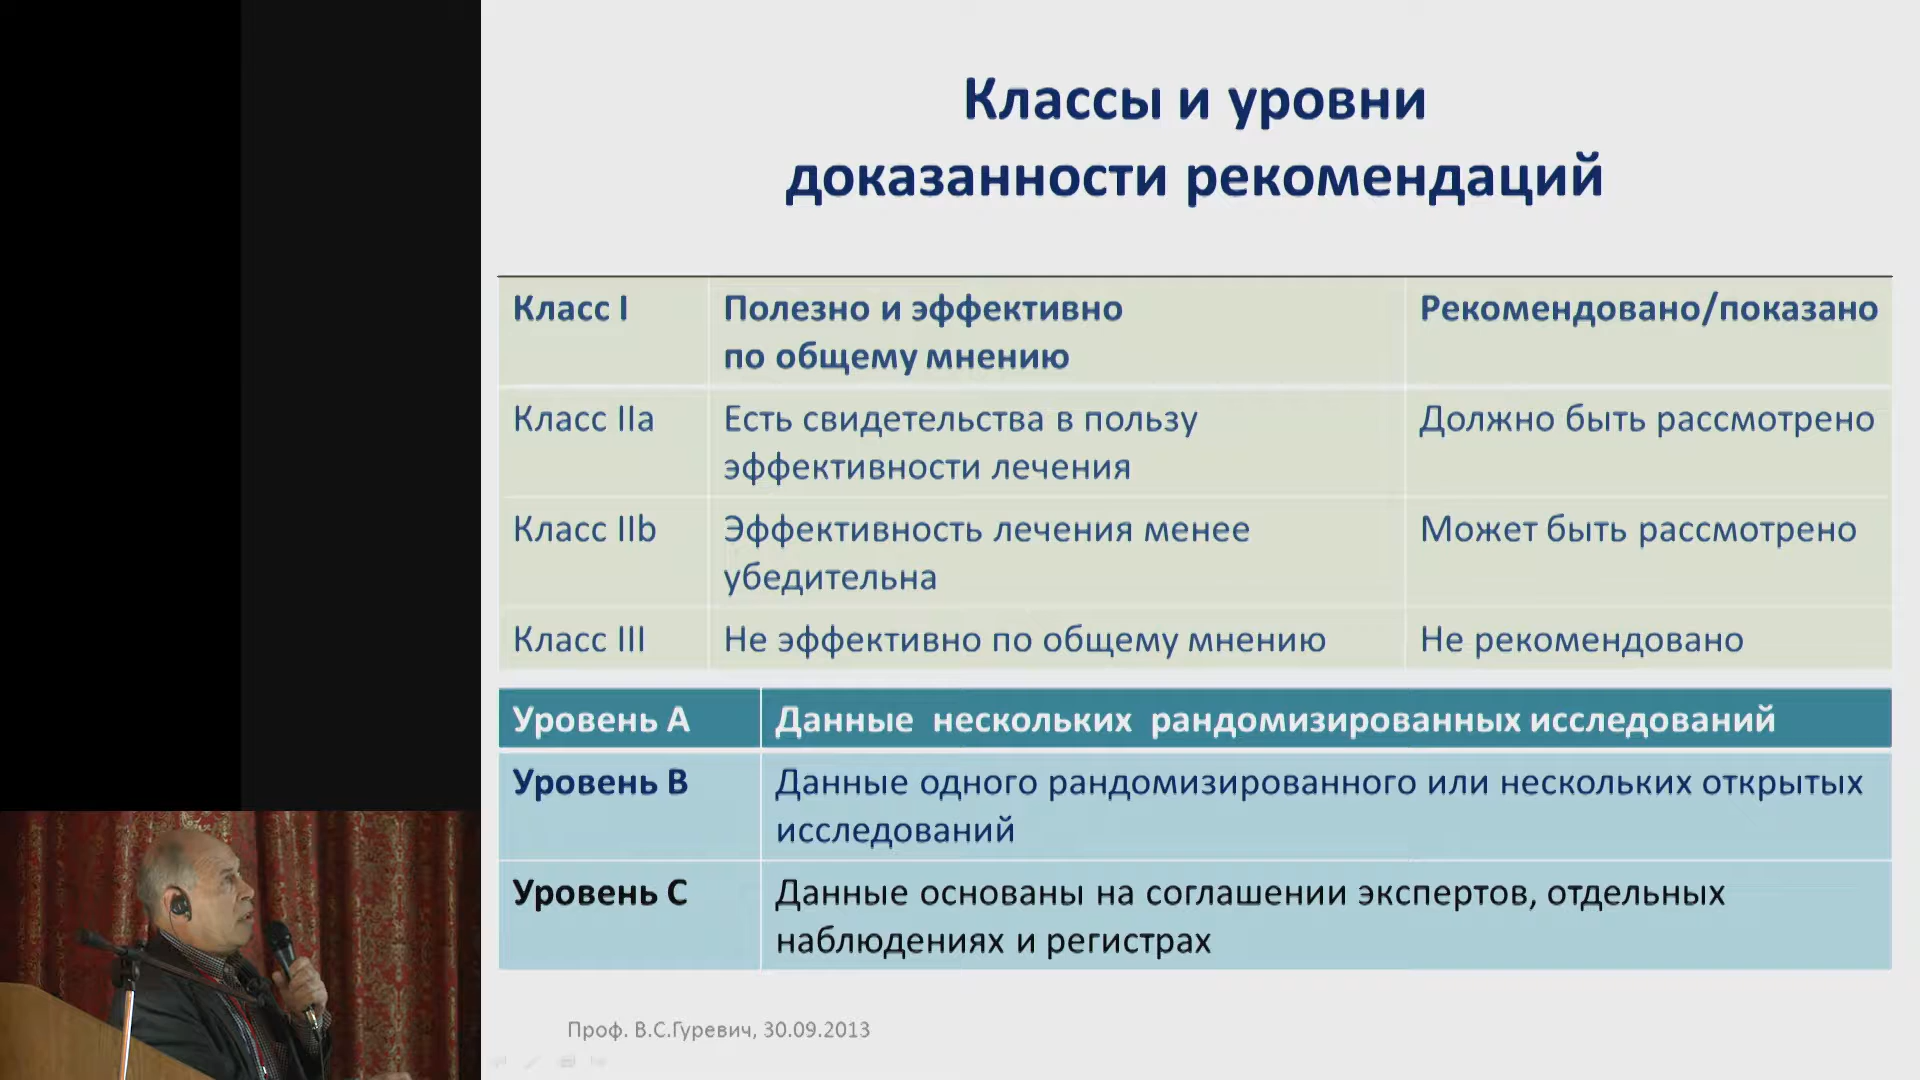 Классы и уровни
доказанности рекомендаций
Класс I
Полезно и эффективно
по общему мнению
Рекомендовано/показано
Класс IIa
Есть свидетельства в пользу
эффективности лечения
Должно быть рассмотрено
Класс IIb
Эффективность лечения менее
убедительна
Может быть рассмотрено
Класс III
Не эффективно по общему мнению
Не рекомендовано
Уровень А
Данные нескольких рандомизированных исследований
Уровень В
Данные одного рандомизированного или нескольких открытых
исследований
Уровень С
Данные основаны на соглашении экспертов, отдельных
наблюдениях и регистрах
Проф. В.С.Гуревич, 30.09.2013